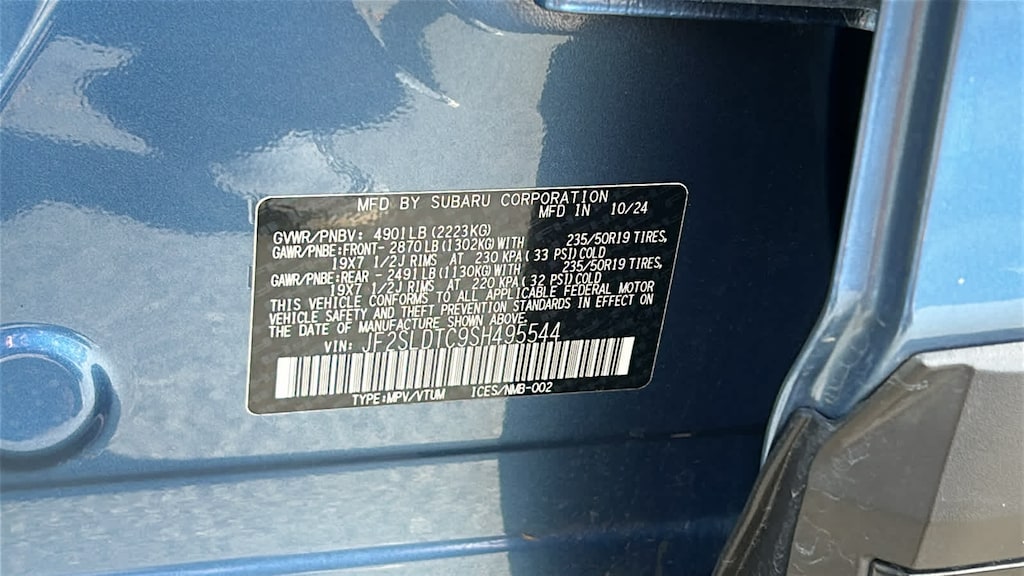 MFD BY SUBARU CORPORATION
MFD IN 10/24
GVWR/PNBV: 4901LB(2223KG)
GAWR/PNBE:FRONT- 2870LB(1302KG)WITH 235/50R19 TIRES,
19X7 1/2J RIMS AT 230 KPA( 33 PSI)COLD
GAWR/PNBE:REAR - 2491LB(1130KG)WITH 235/50R19 TIRES,
19X7 1/2J RIMS AT 220 KPA( 32 PSI)COLD
THIS VEHICLE CONFORMS TO ALL APPLICABLE FEDERAL MOTOR
VEHICLE SAFETY AND THEFT PREVENTION STANDARDS IN EFFECT ON
THE DATE OF MANUFACTURE SHOWN ABOVE.
VIN: JF2SLDTC9SH495544
TYPE:MPV/VTUM ICES/NMB-002